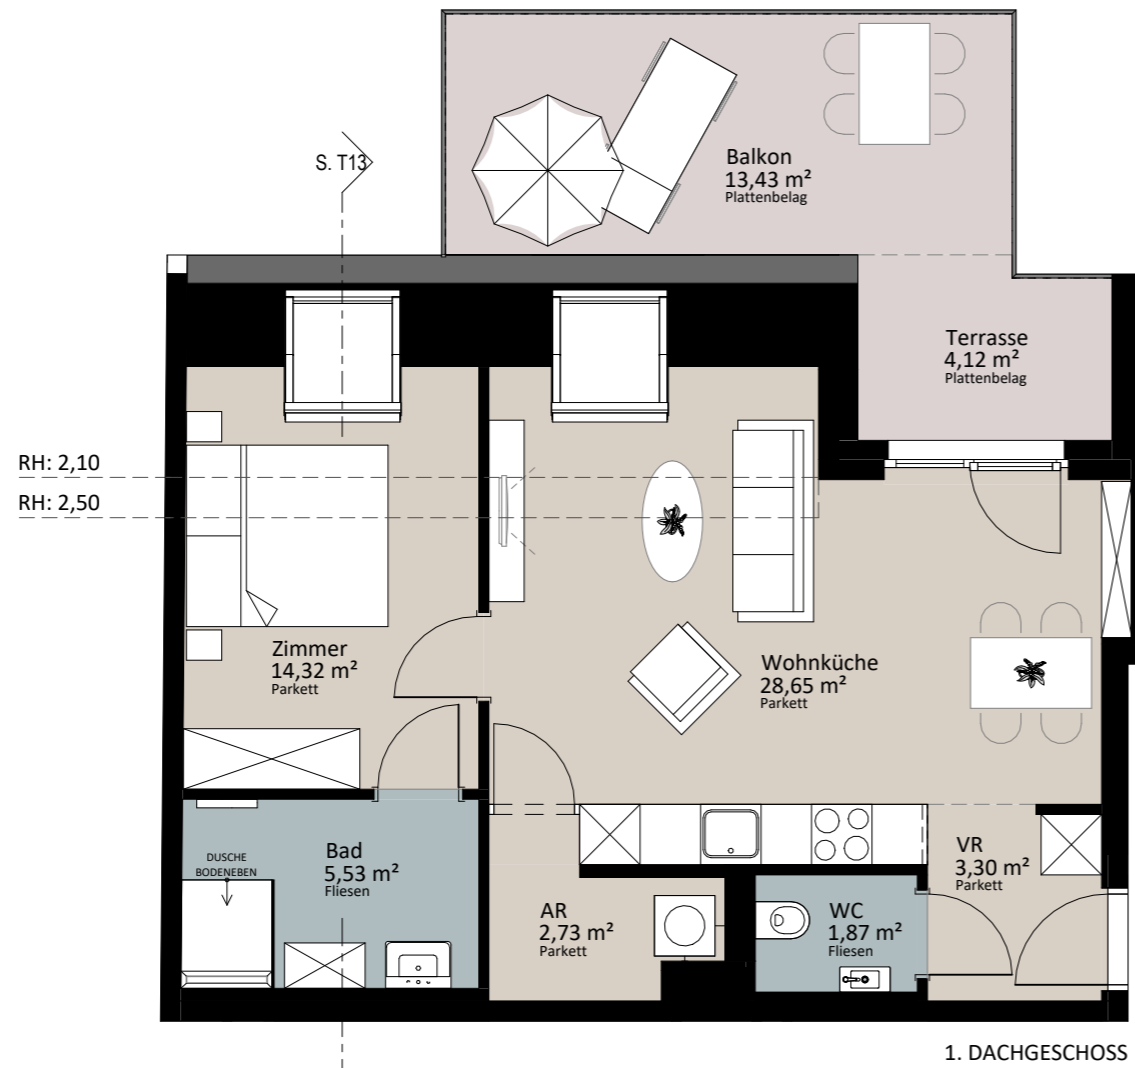 S. T13
Balkon
13,43 m²
Plattenbelag
Terrasse
4,12 m²
Plattenbelag
RH: 2,10
RH: 2,50
Zimmer
14,32 m²
Parkett
Wohnküche
28,65 m²
Parkett
DUSCHE
BODENEBEN
Bad
5,53 m²
Fliesen
AR
2,73 m²
Parkett
WC
1,87 m²
Fliesen
VR
3,30 m²
Parkett
1. DACHGESCHOSS